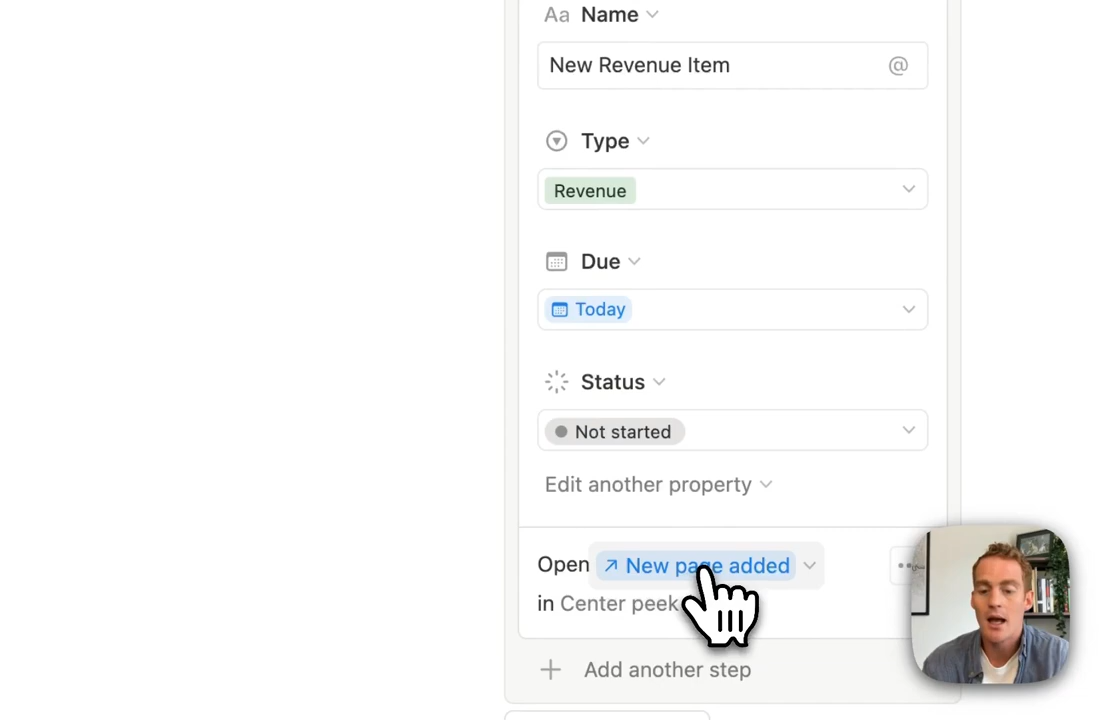 Aa Name
New Revenue Item @
Type
Revenue
Due
Today
Status
Not started
Edit another property
Open ↗ New page added
in Center peek
+ Add another step